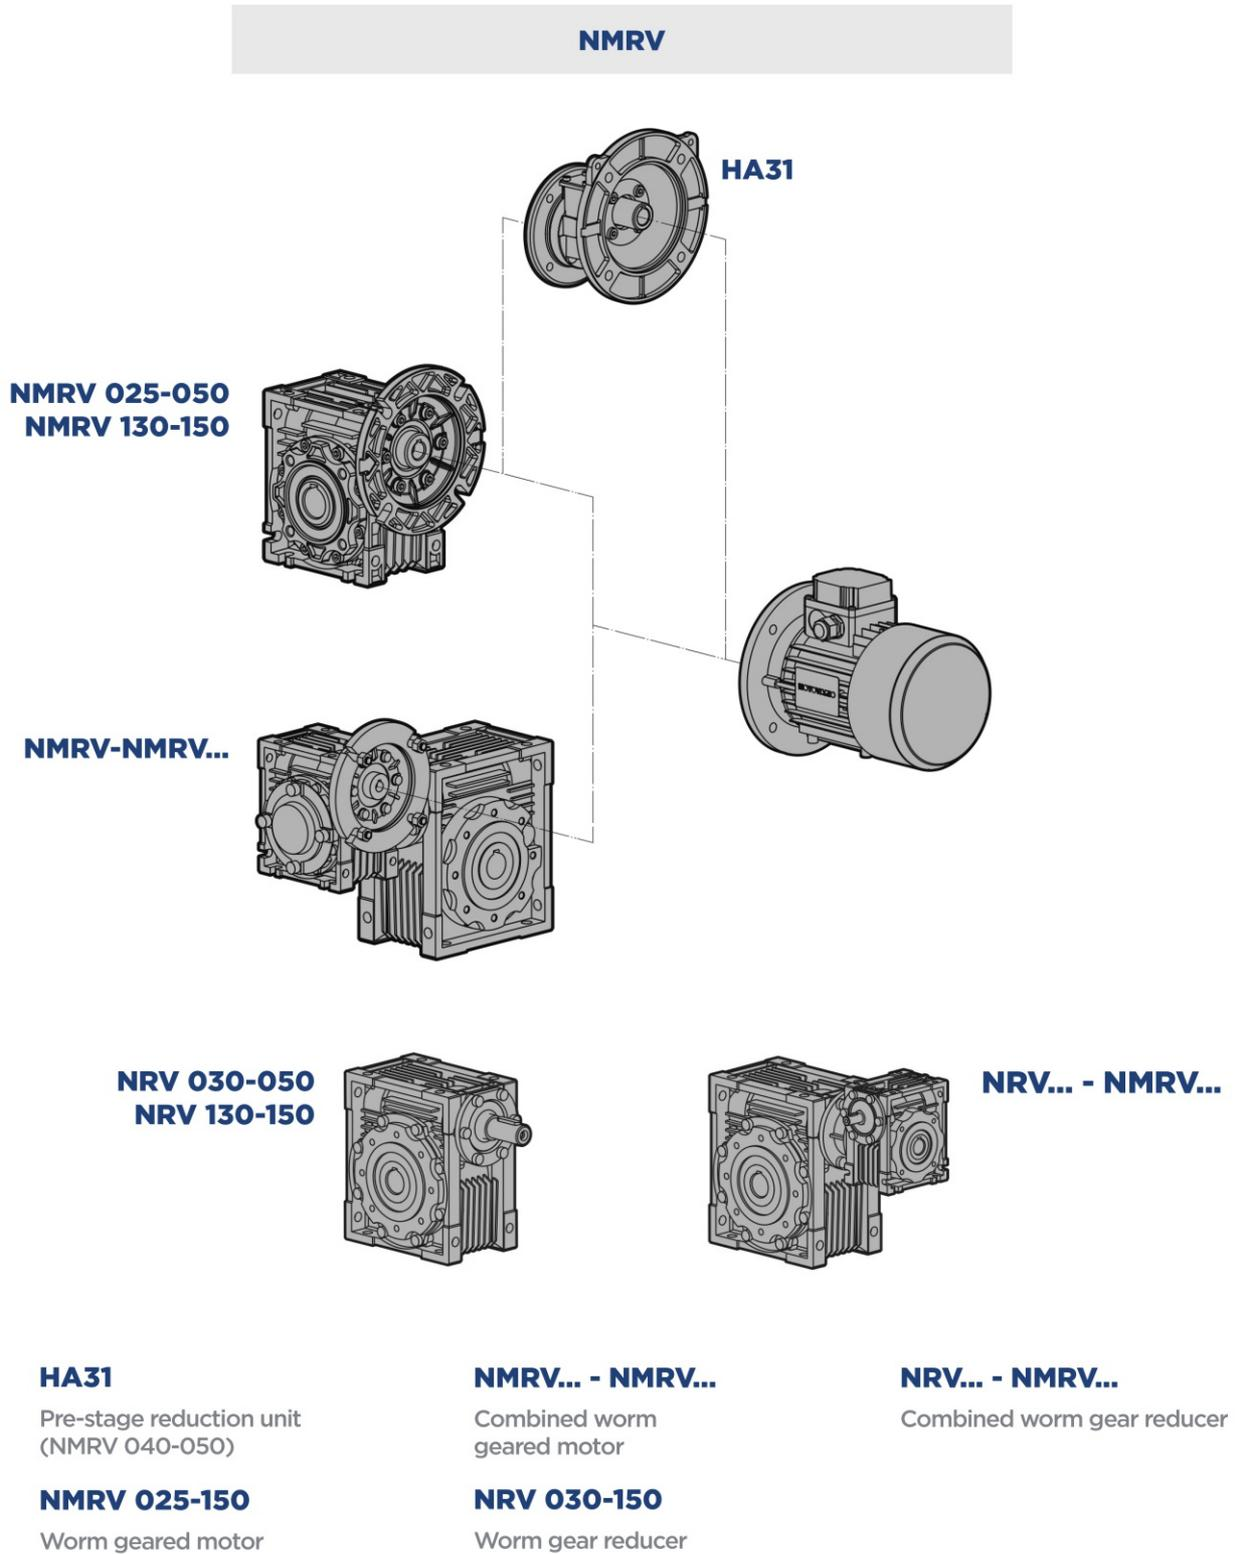 NMRV
HA31
NMRV 025-050
NMRV 130-150
MOTOVARIO
NMRV-NMRV...
NRV 030-050
NRV 130-150
NRV... - NMRV...
HA31
Pre-stage reduction unit
(NMRV 040-050)
NMRV 025-150
Worm geared motor
NMRV... - NMRV...
Combined worm
geared motor
NRV 030-150
Worm gear reducer
NRV... - NMRV...
Combined worm gear reducer